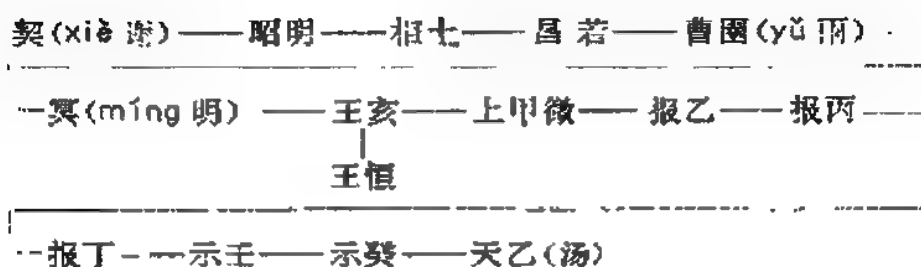 契(xiè 谢)——昭明——相土——昌若——曹圉(yǔ 雨)
冥(míng 明)——王亥——上甲微——报乙——报丙
王恒
报丁——示壬——示癸——天乙(汤)